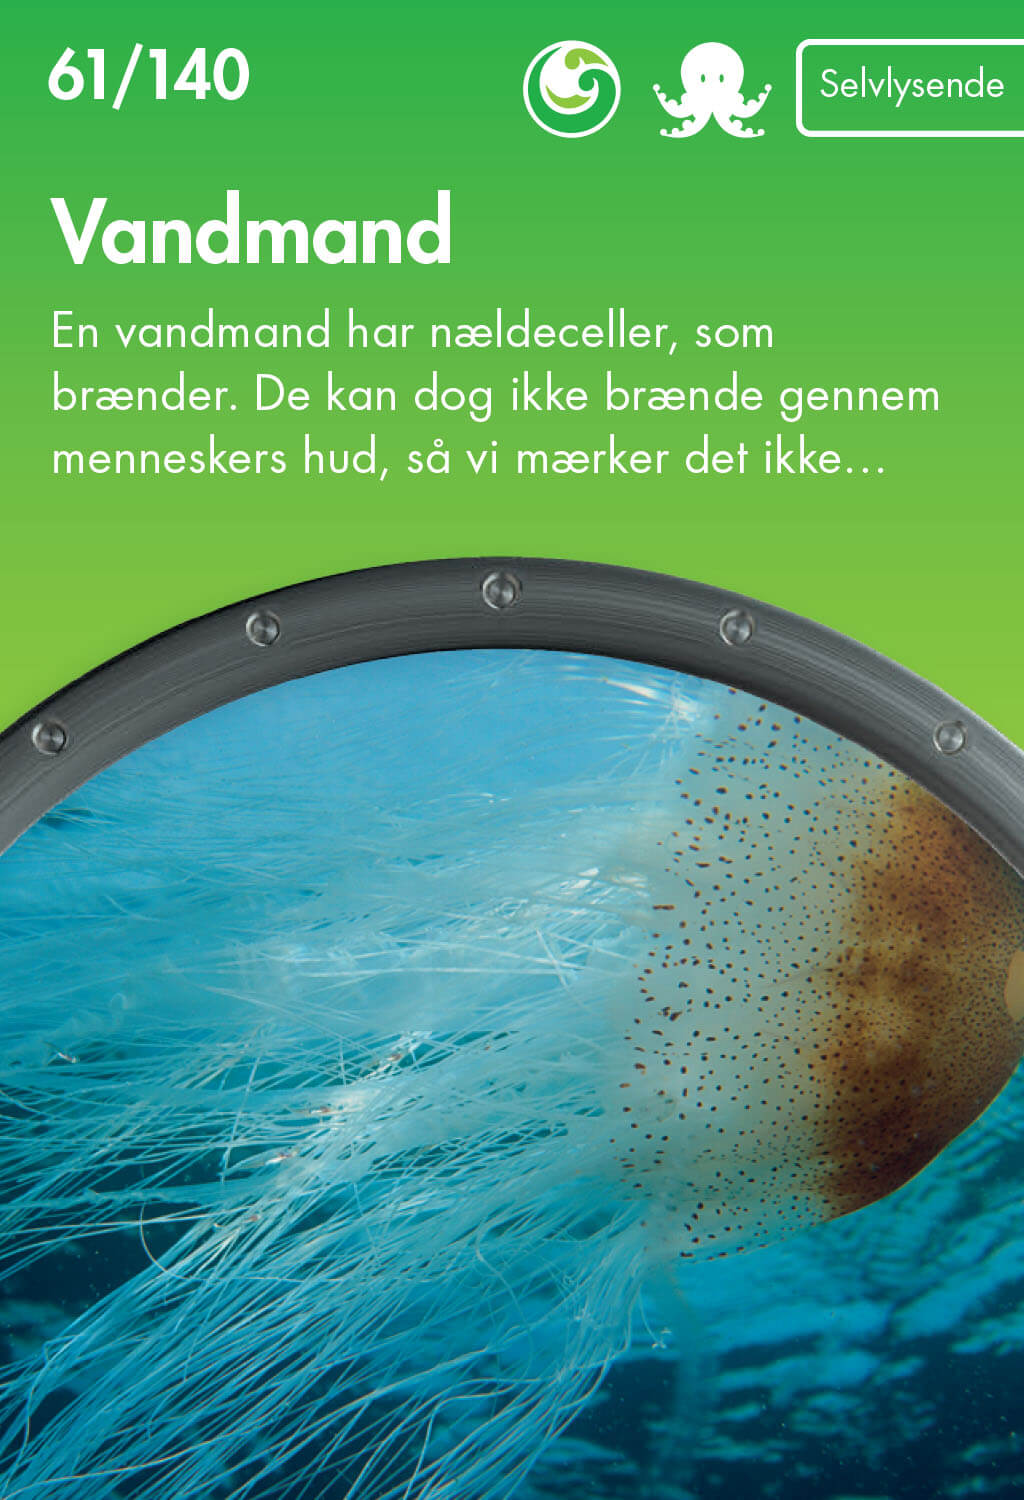 61/140
Selvlysende
Vandmand
En vandmand har nældeceller, som
brænder. De kan dog ikke brænde gennem
menneskers hud, så vi mærker det ikke...